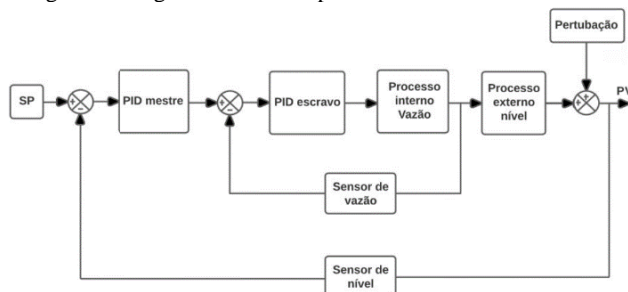 Pertubação
SP
PID mestre
PID escravo
Processo
interno
Vazão
Processo
externo
nível
PV
Sensor de
vazão
Sensor de
nível